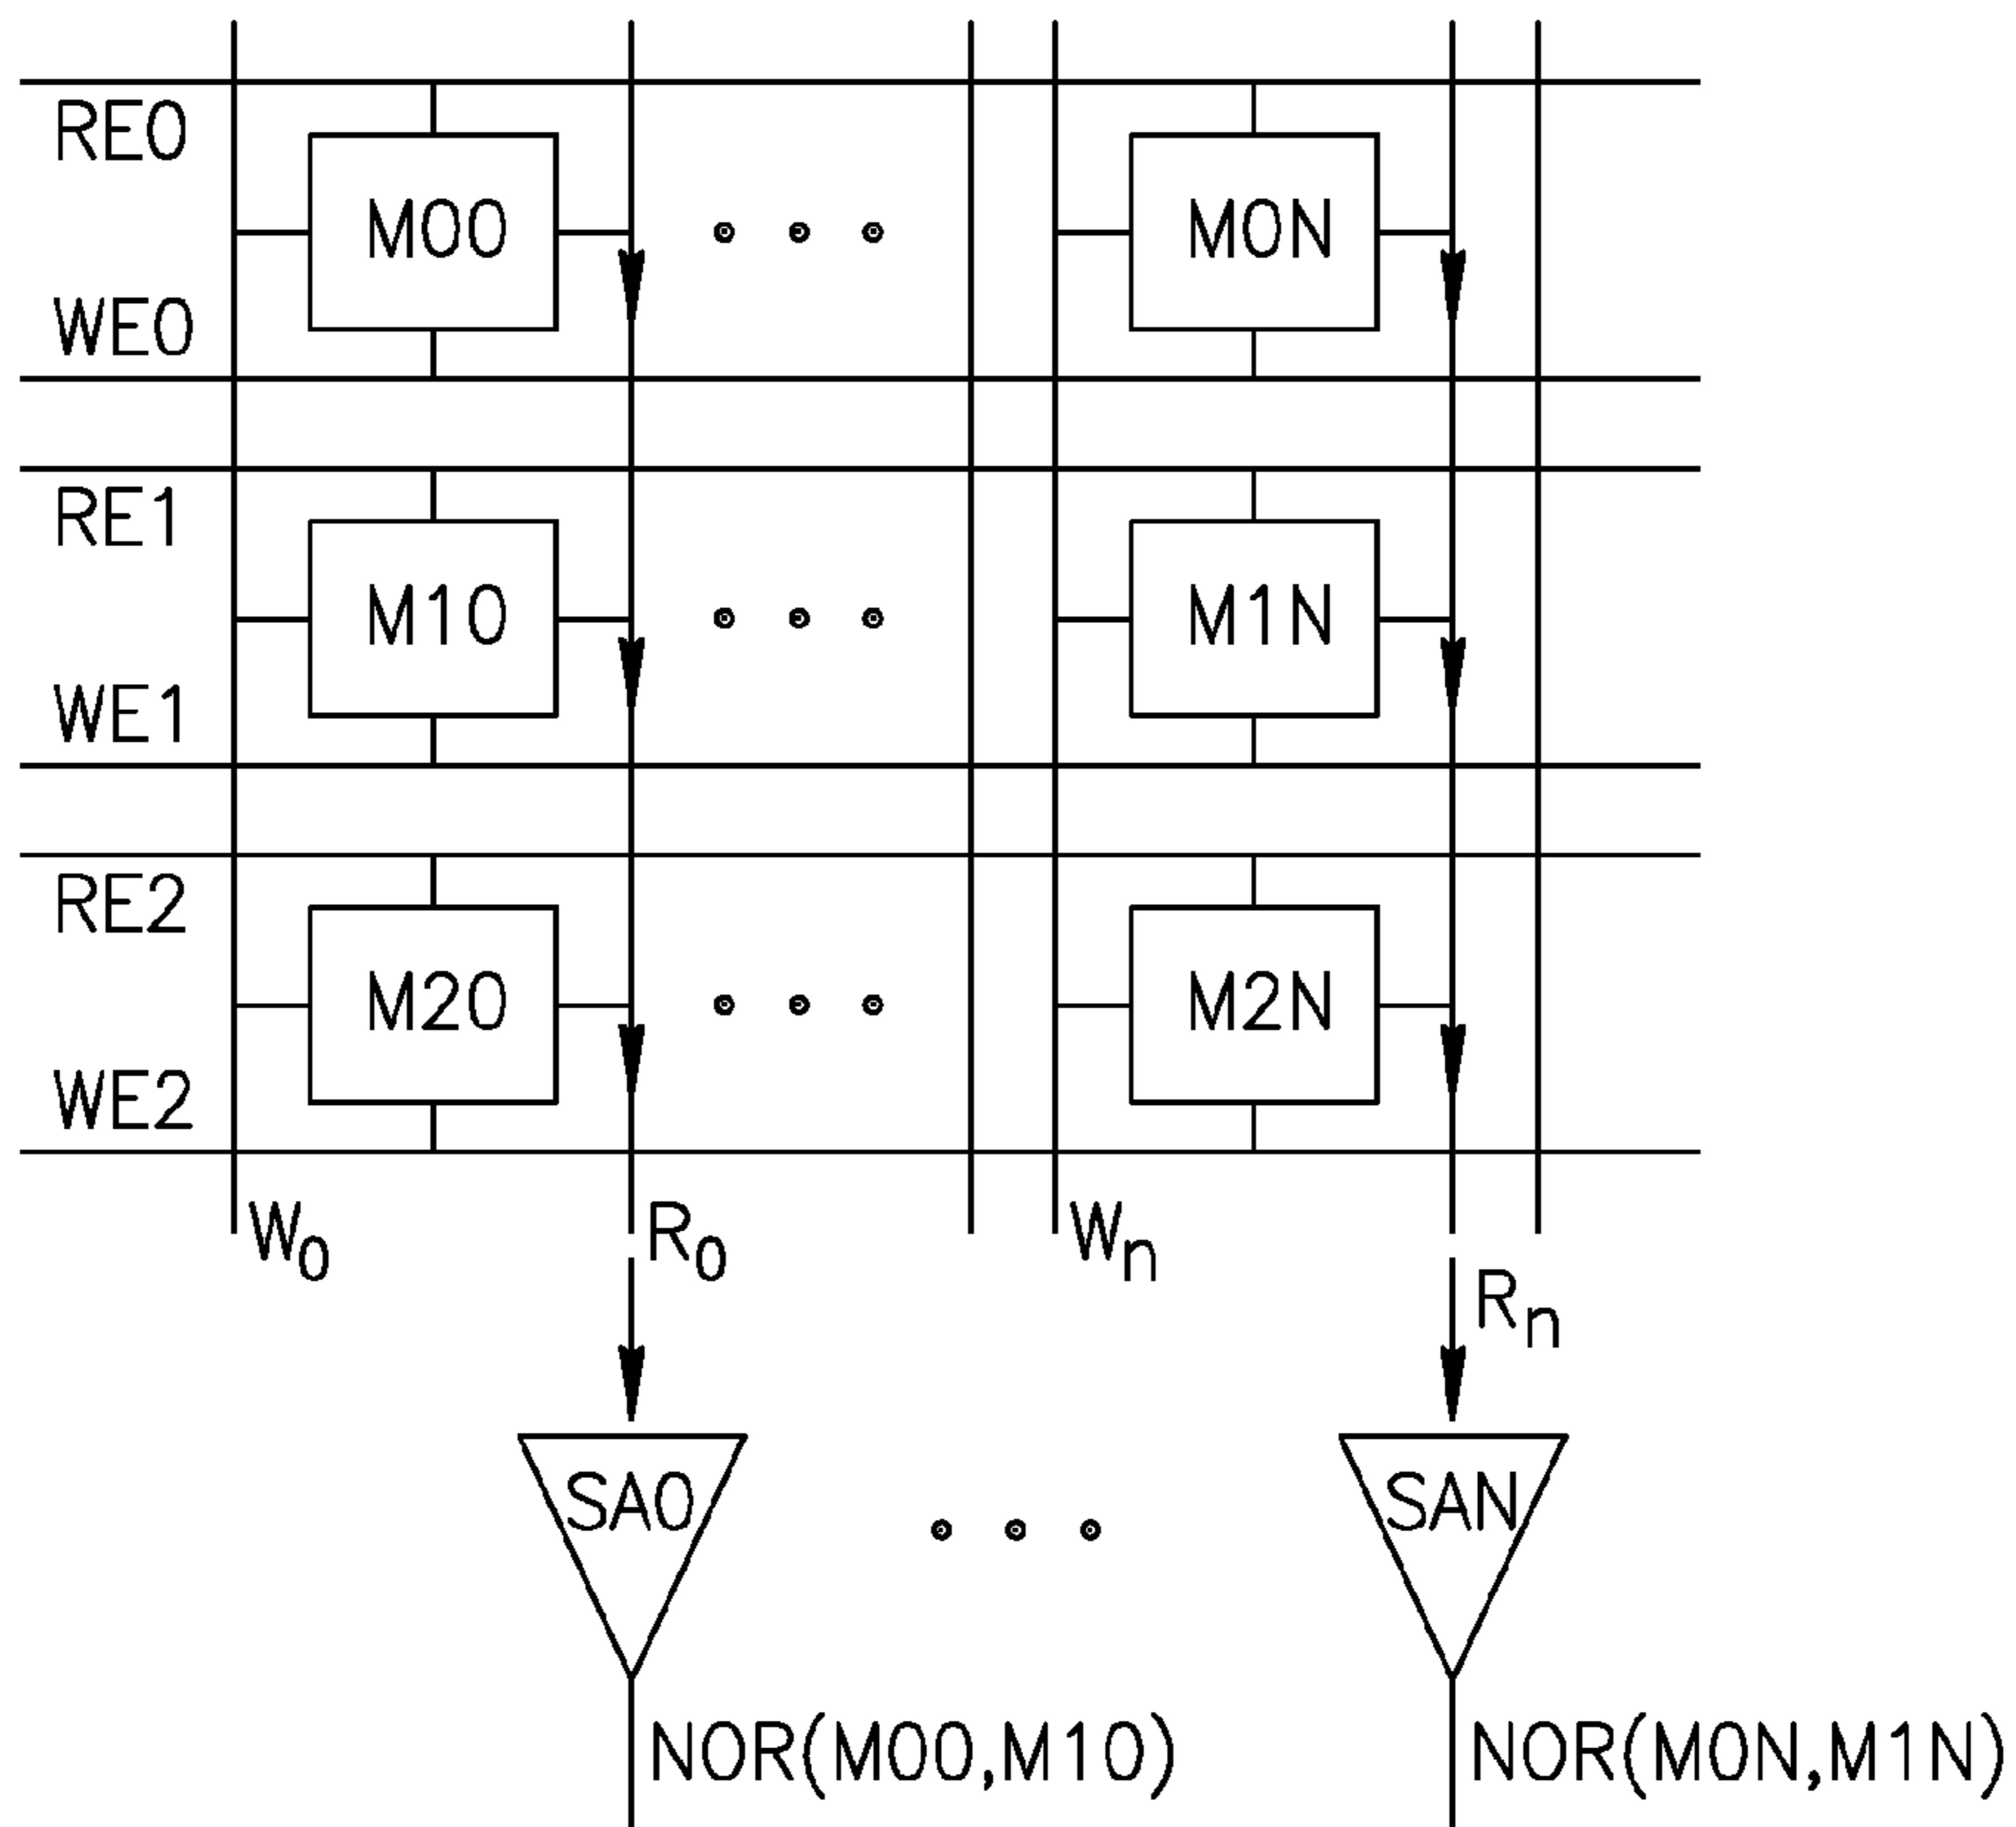 RE0
M00
M0N
WE0
RE1
M10
M1N
WE1
RE2
M20
M2N
WE2
W0
R0
Wn
Rn
SA0
SAN
NOR(M00,M10)
NOR(M0N,M1N)